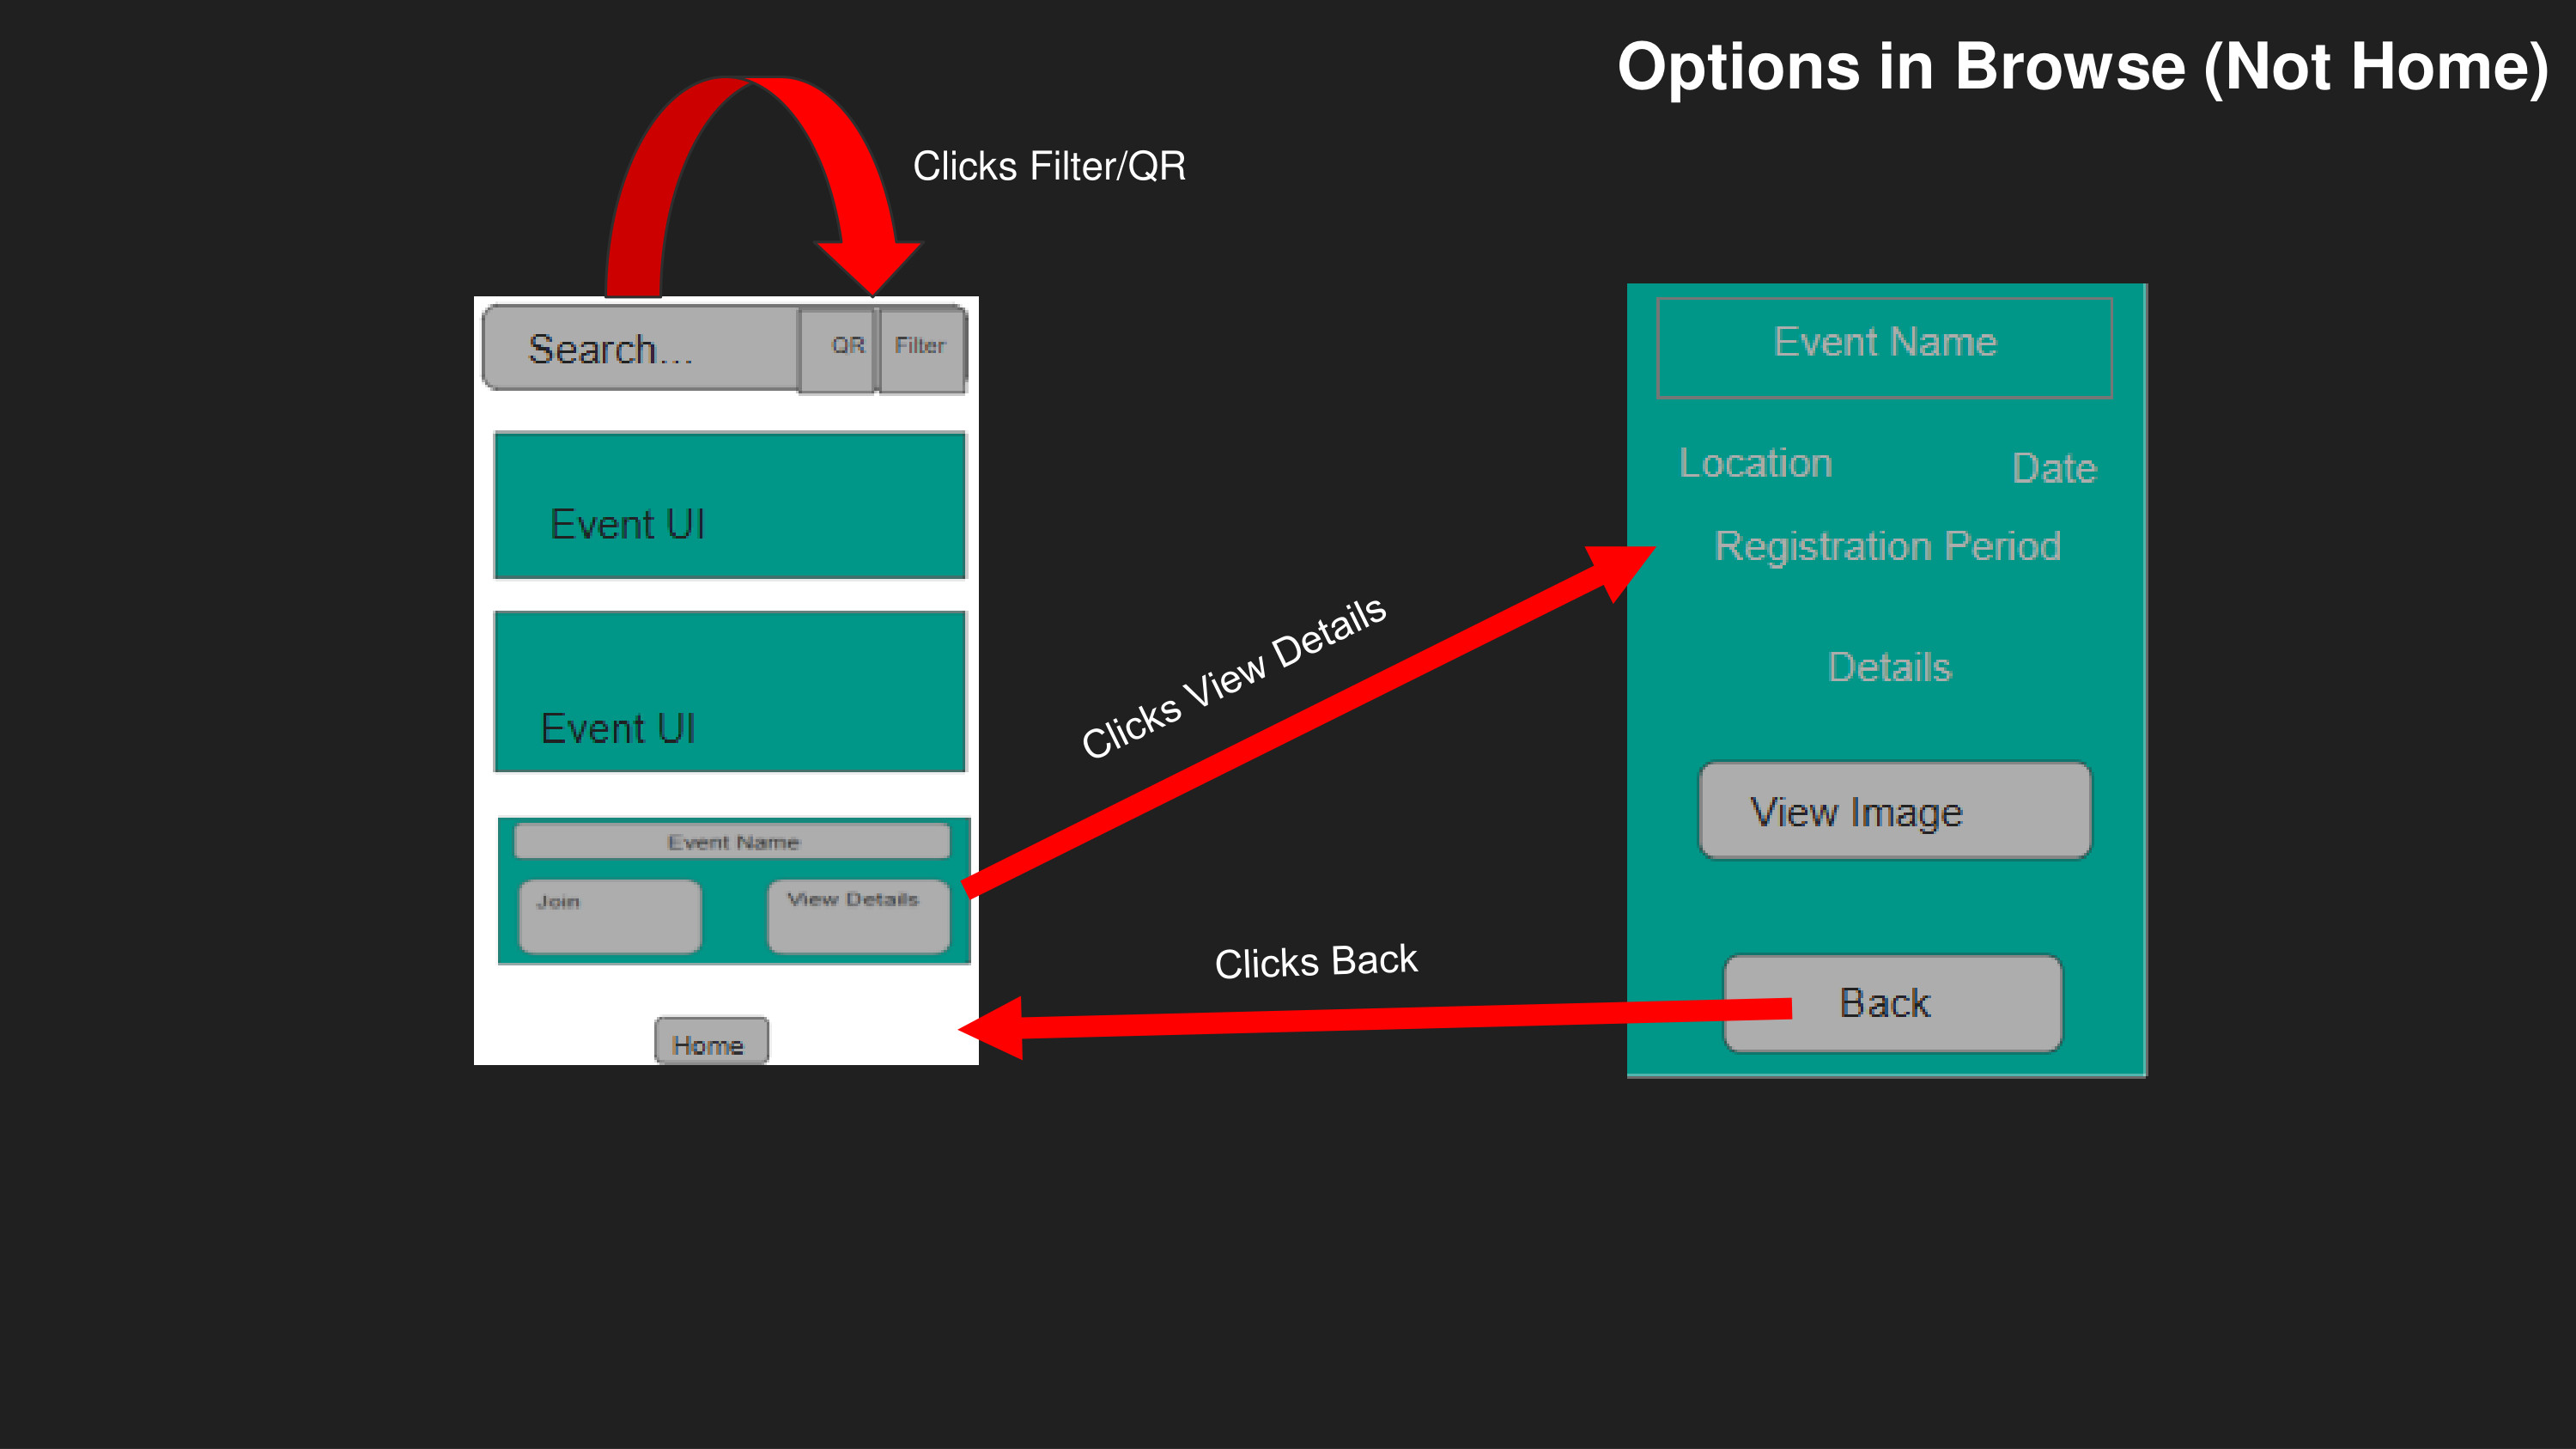 Options in Browse (Not Home)
Clicks Filter/QR
Search...
QR
Filter
Event UI
Event UI
Event Name
Join
View Details
Home
Clicks View Details
Clicks Back
Event Name
Location
Date
Registration Period
Details
View Image
Back